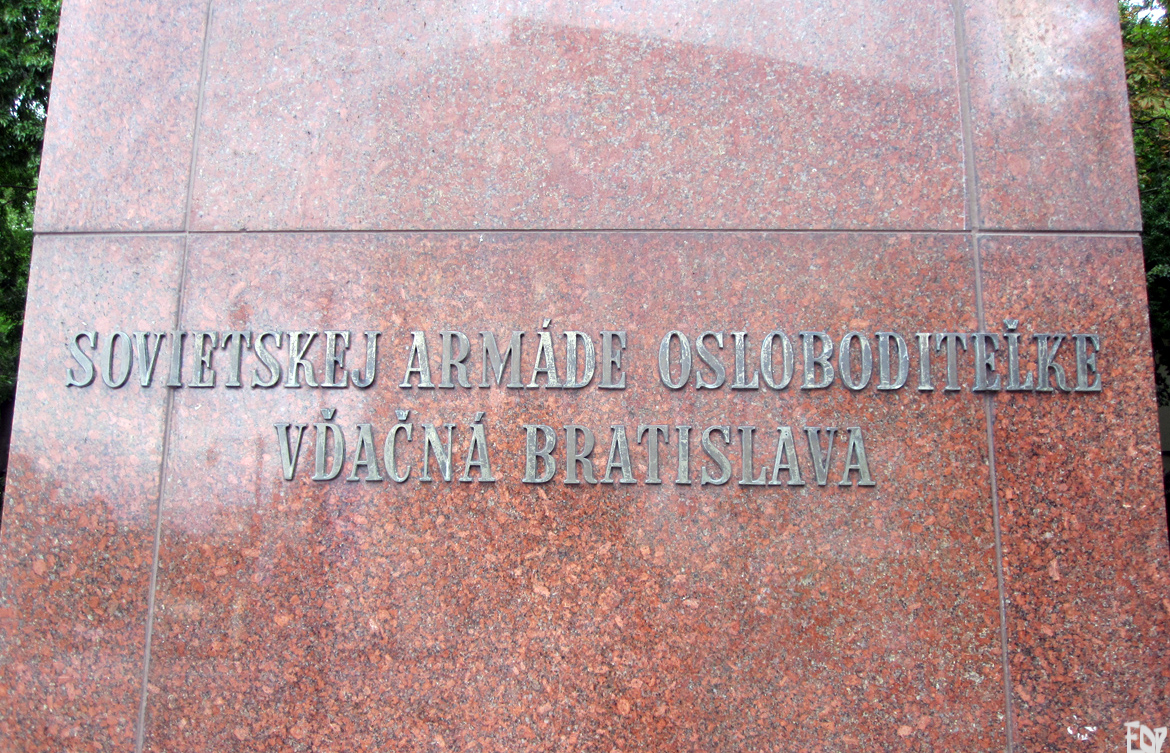 SOVIETSKEJ ARMÁDE OSLOBODITEĽKE
VĎAČNÁ BRATISLAVA